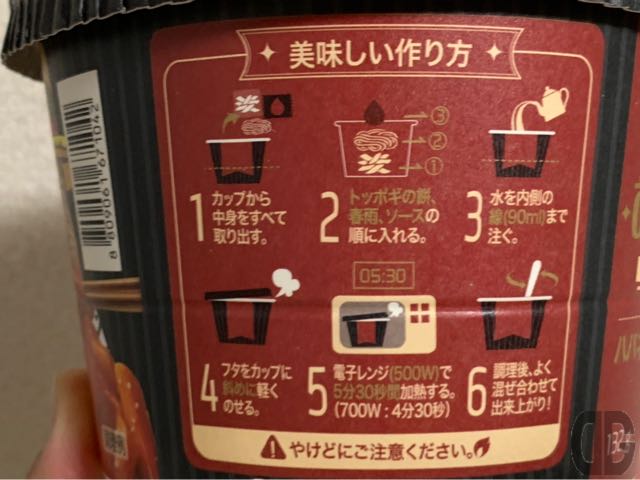 美味しい作り方
③
②
①
1 カップから
中身をすべて
取り出す。
2 トッポギの餅、
春雨、ソースの
順に入れる。
3 水を内側の
線(90ml)まで
注ぐ。
05:30
4 フタをカップに
斜めに軽く
のせる。
5 電子レンジ(500W)で
5分30秒間加熱する。
(700W : 4分30秒)
6 調理後、よく
混ぜ合わせて
出来上がり!
やけどにご注意ください。
8 809061 671042
調理例